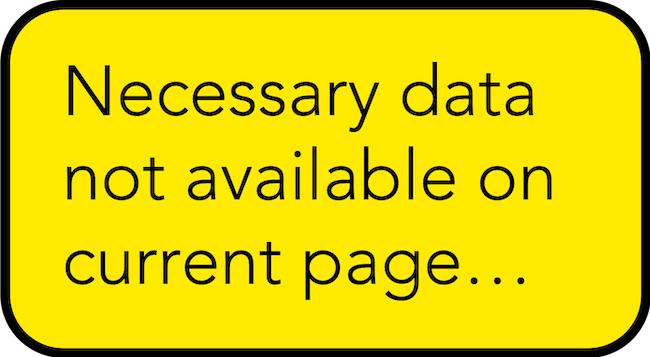 Necessary data
not available on
current page…